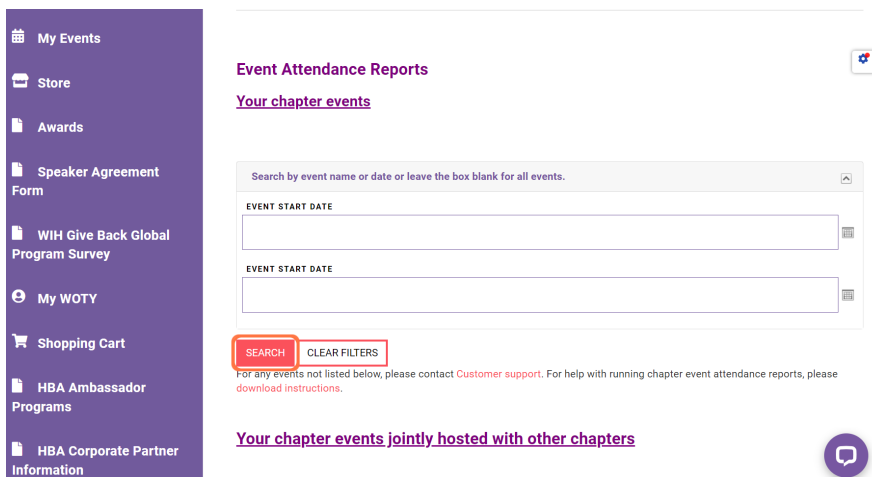 My Events
Store
Awards
Speaker Agreement
Form
WIH Give Back Global
Program Survey
My WOTY
Shopping Cart
HBA Ambassador
Programs
HBA Corporate Partner
Information
Event Attendance Reports
Your chapter events
Search by event name or date or leave the box blank for all events.
EVENT START DATE
EVENT START DATE
SEARCH CLEAR FILTERS
For any events not listed below, please contact Customer support. For help with running chapter event attendance reports, please
download instructions.
Your chapter events jointly hosted with other chapters